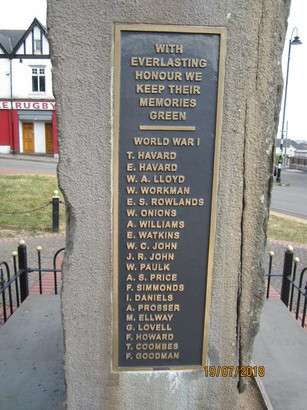 WITH
EVERLASTING
HONOUR WE
KEEP THEIR
MEMORIES
GREEN
WORLD WAR I
T. HAVARD
E. HAVARD
W. A. LLOYD
W. WORKMAN
E. S. ROWLANDS
W. ONIONS
A. WILLIAMS
E. WATKINS
W. C. JOHN
J. R. JOHN
W. PAULK
A. S. PRICE
F. SIMMONDS
I. DANIELS
A. PROSSER
M. ELLWAY
G. LOVELL
F. HOWARD
T. COOMBES
F. GOODMAN
E RUGBY
19/07/2018